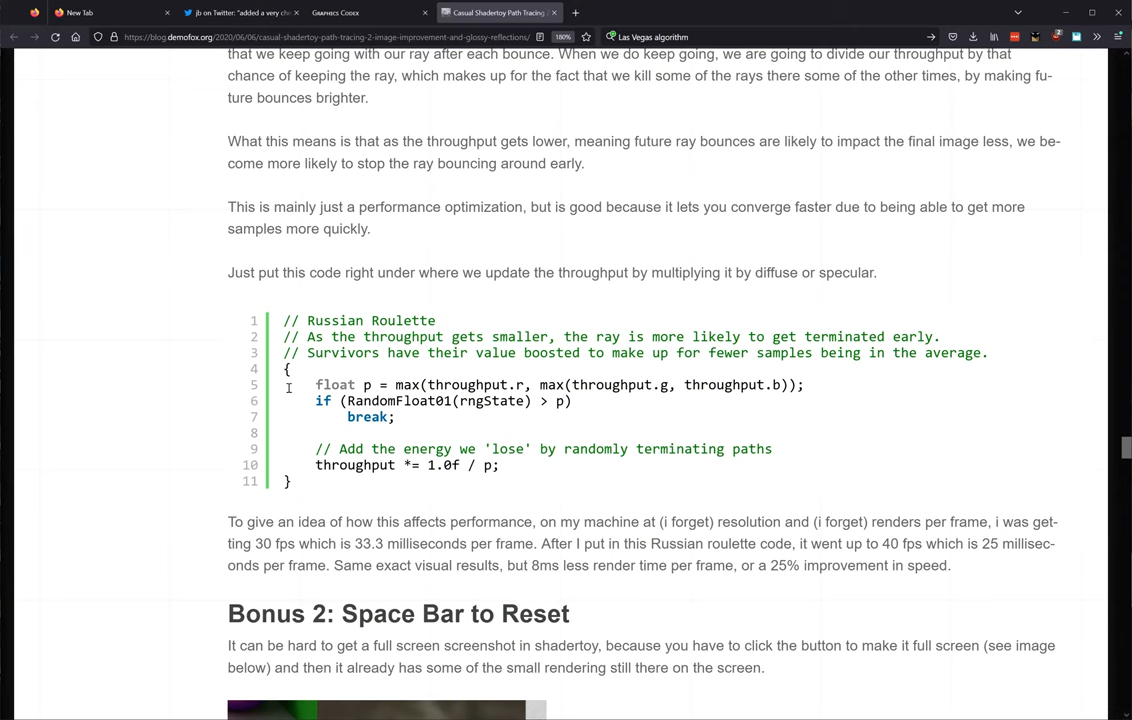 New Tab
jb on Twitter: "added a very che
GRAPHICS CODEX
Casual Shadertoy Path Tracing
https://blog.demofox.org/2020/06/06/casual-shadertoy-path-tracing-2-image-improvement-and-glossy-reflections/
180%
Las Vegas algorithm
that we keep going with our ray after each bounce. When we do keep going, we are going to divide our throughput by that
chance of keeping the ray, which makes up for the fact that we kill some of the rays there some of the other times, by making fu-
ture bounces brighter.
What this means is that as the throughput gets lower, meaning future ray bounces are likely to impact the final image less, we be-
come more likely to stop the ray bouncing around early.
This is mainly just a performance optimization, but is good because it lets you converge faster due to being able to get more
samples more quickly.
Just put this code right under where we update the throughput by multiplying it by diffuse or specular.
1 // Russian Roulette
2 // As the throughput gets smaller, the ray is more likely to get terminated early.
3 // Survivors have their value boosted to make up for fewer samples being in the average.
4 {
5 float p = max(throughput.r, max(throughput.g, throughput.b));
6 if (RandomFloat01(rngState) > p)
7 break;
8
9 // Add the energy we 'lose' by randomly terminating paths
10 throughput *= 1.0f / p;
11 }
To give an idea of how this affects performance, on my machine at (i forget) resolution and (i forget) renders per frame, i was get-
ting 30 fps which is 33.3 milliseconds per frame. After I put in this Russian roulette code, it went up to 40 fps which is 25 millisec-
onds per frame. Same exact visual results, but 8ms less render time per frame, or a 25% improvement in speed.
Bonus 2: Space Bar to Reset
It can be hard to get a full screen screenshot in shadertoy, because you have to click the button to make it full screen (see image
below) and then it already has some of the small rendering still there on the screen.